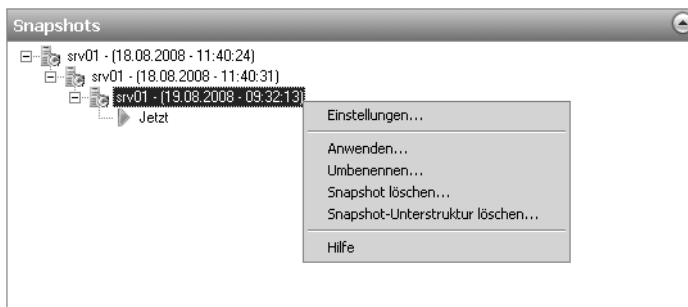 Snapshots
srv01 - (18.08.2008 - 11:40:24)
srv01 - (18.08.2008 - 11:40:31)
srv01 - (19.08.2008 - 09:32:13)
Jetzt
Einstellungen...
Anwenden...
Umbenennen...
Snapshot löschen...
Snapshot-Unterstruktur löschen...
Hilfe